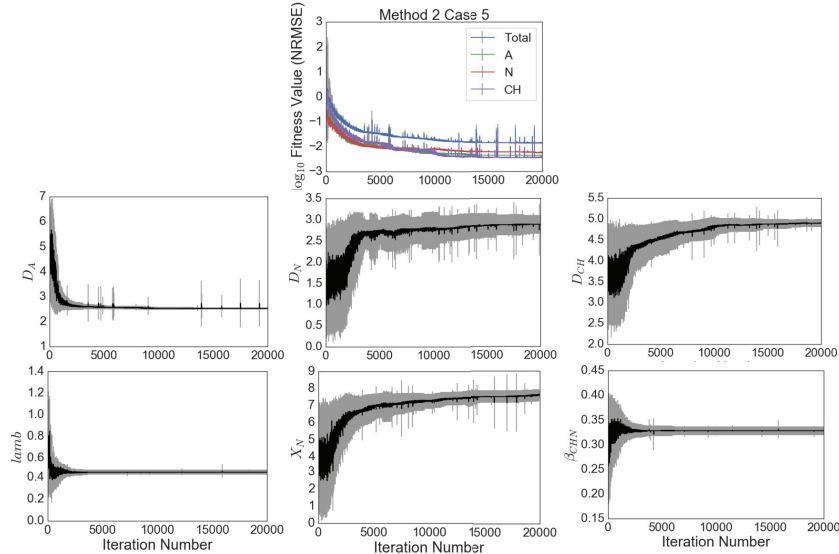 Method 2 Case 5
log10 Fitness Value (NRMSE)
3
2
1
0
−1
−2
−3
Total
A
N
CH
0 5000 10000 15000 20000
D_A
7
6
5
4
3
2
1
0 5000 10000 15000 20000
D_N
3.5
3.0
2.5
2.0
1.5
1.0
0.5
0.0
0 5000 10000 15000 20000
D_CH
5.5
5.0
4.5
4.0
3.5
3.0
2.5
2.0
0 5000 10000 15000 20000
lamb
1.4
1.2
1.0
0.8
0.6
0.4
0.2
0.0
0 5000 10000 15000 20000
Iteration Number
X_N
9
8
7
6
5
4
3
2
1
0
0 5000 10000 15000 20000
Iteration Number
β_CHN
0.45
0.40
0.35
0.30
0.25
0.20
0.15
0 5000 10000 15000 20000
Iteration Number